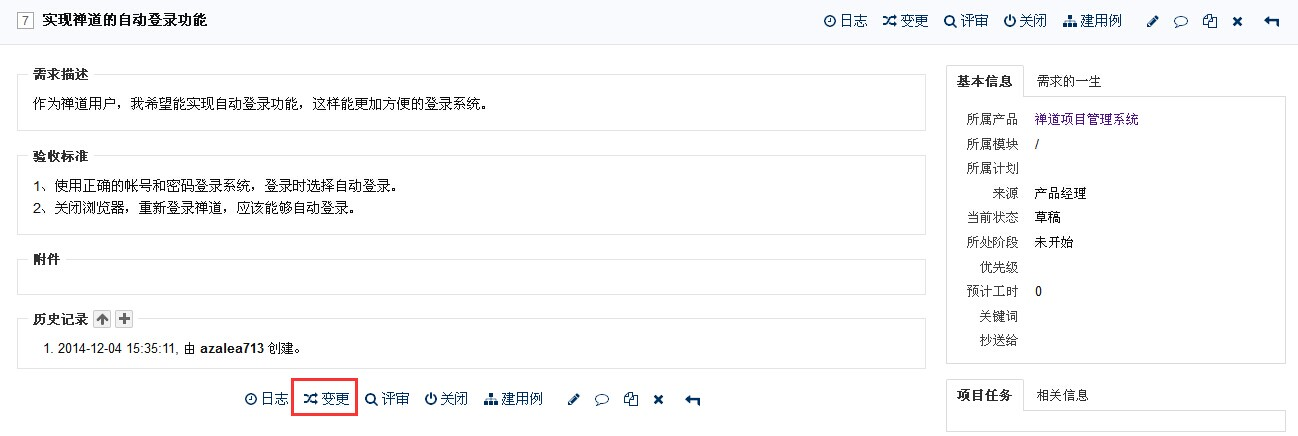 7 实现禅道的自动登录功能
日志 变更 评审 关闭 建用例
需求描述
作为禅道用户，我希望能实现自动登录功能，这样能更加方便的登录系统。
验收标准
1、使用正确的帐号和密码登录系统，登录时选择自动登录。
2、关闭浏览器，重新登录禅道，应该能够自动登录。
附件
历史记录
1. 2014-12-04 15:35:11, 由 azalea713 创建。
日志 变更 评审 关闭 建用例
基本信息 需求的一生
所属产品 禅道项目管理系统
所属模块 /
所属计划
来源 产品经理
当前状态 草稿
所处阶段 未开始
优先级
预计工时 0
关键词
抄送给
项目任务 相关信息